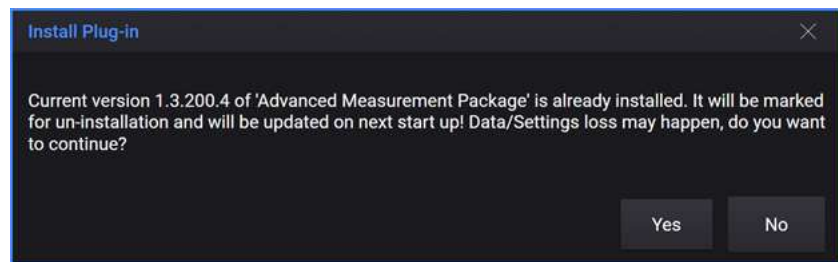 Install Plug-in
Current version 1.3.200.4 of 'Advanced Measurement Package' is already installed. It will be marked
for un-installation and will be updated on next start up! Data/Settings loss may happen, do you want
to continue?
Yes No